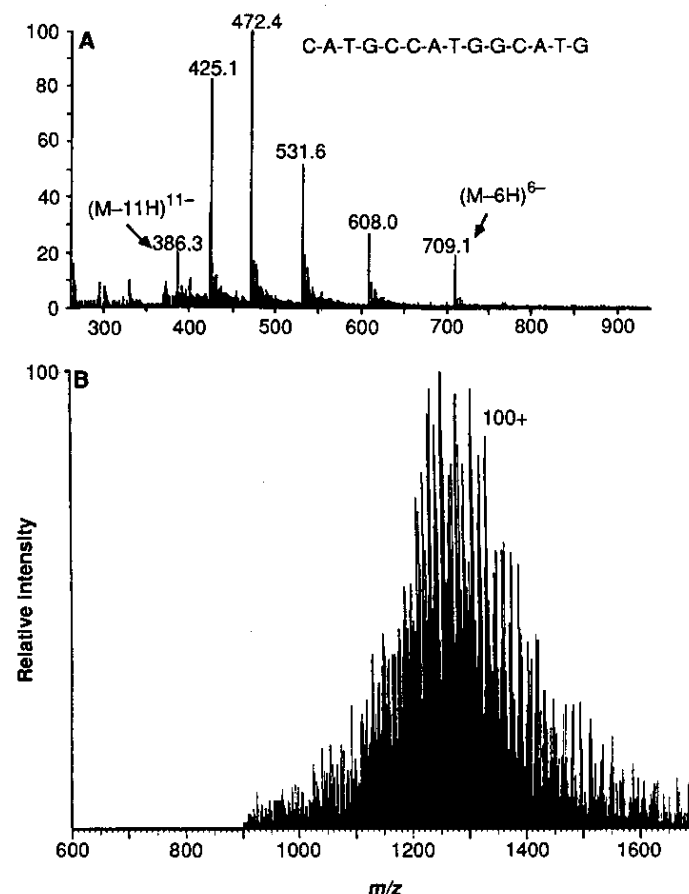 A
C-A-T-G-C-C-A-T-G-G-C-A-T-G
472.4
425.1
531.6
(M–11H)11–
386.3
608.0
(M–6H)6–
709.1
100
80
60
40
20
0
300 400 500 600 700 800 900
B
100
100+
Relative intensity
600 800 1000 1200 1400 1600
m/z